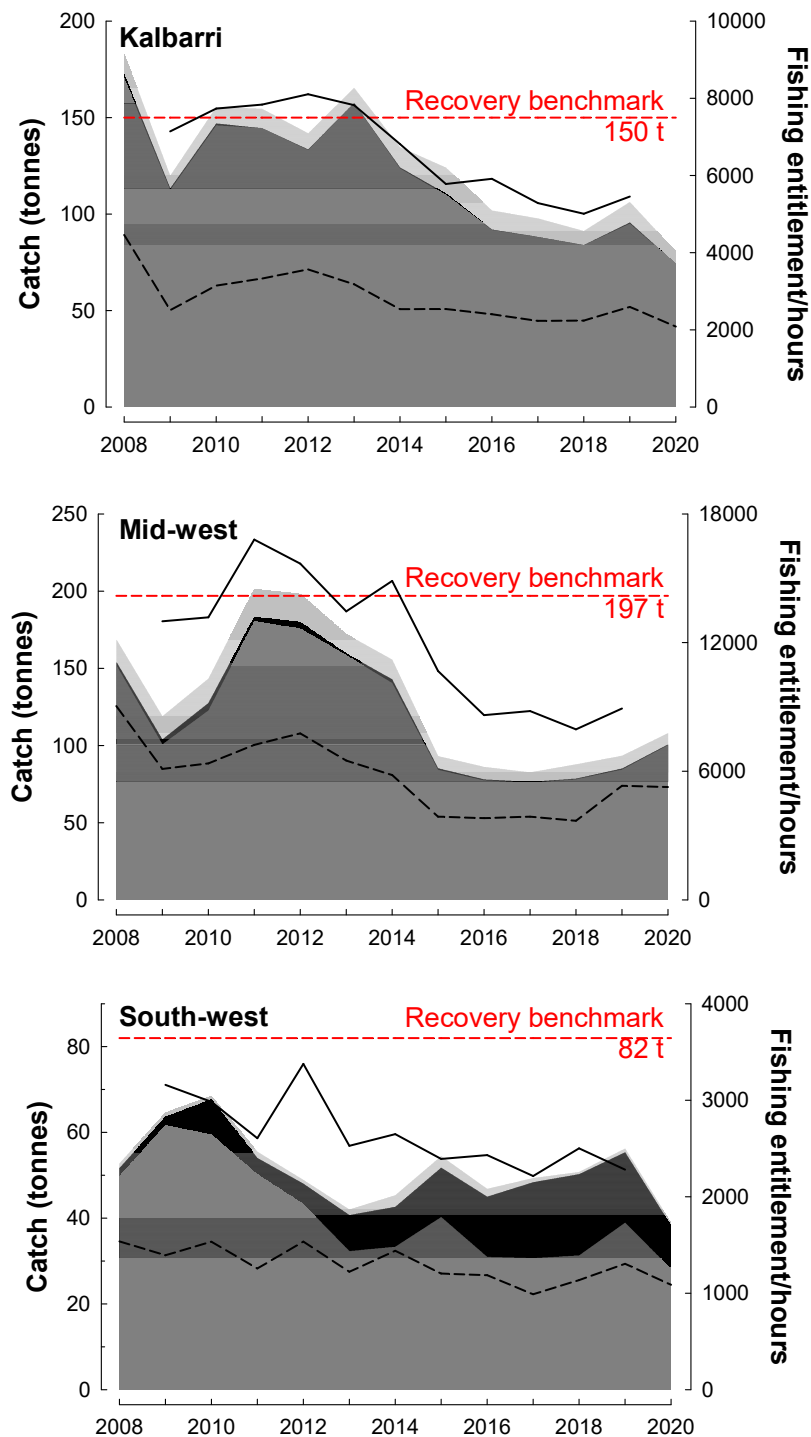 Kalbarri
Catch (tonnes)
200
150
100
50
0
Recovery benchmark
150 t
10000
8000
6000
4000
2000
0
Fishing entitlement/hours
2008 2010 2012 2014 2016 2018 2020
Mid-west
Catch (tonnes)
250
200
150
100
50
0
Recovery benchmark
197 t
18000
12000
6000
0
Fishing entitlement/hours
2008 2010 2012 2014 2016 2018 2020
South-west
Catch (tonnes)
80
60
40
20
0
Recovery benchmark
82 t
4000
3000
2000
1000
0
Fishing entitlement/hours
2008 2010 2012 2014 2016 2018 2020